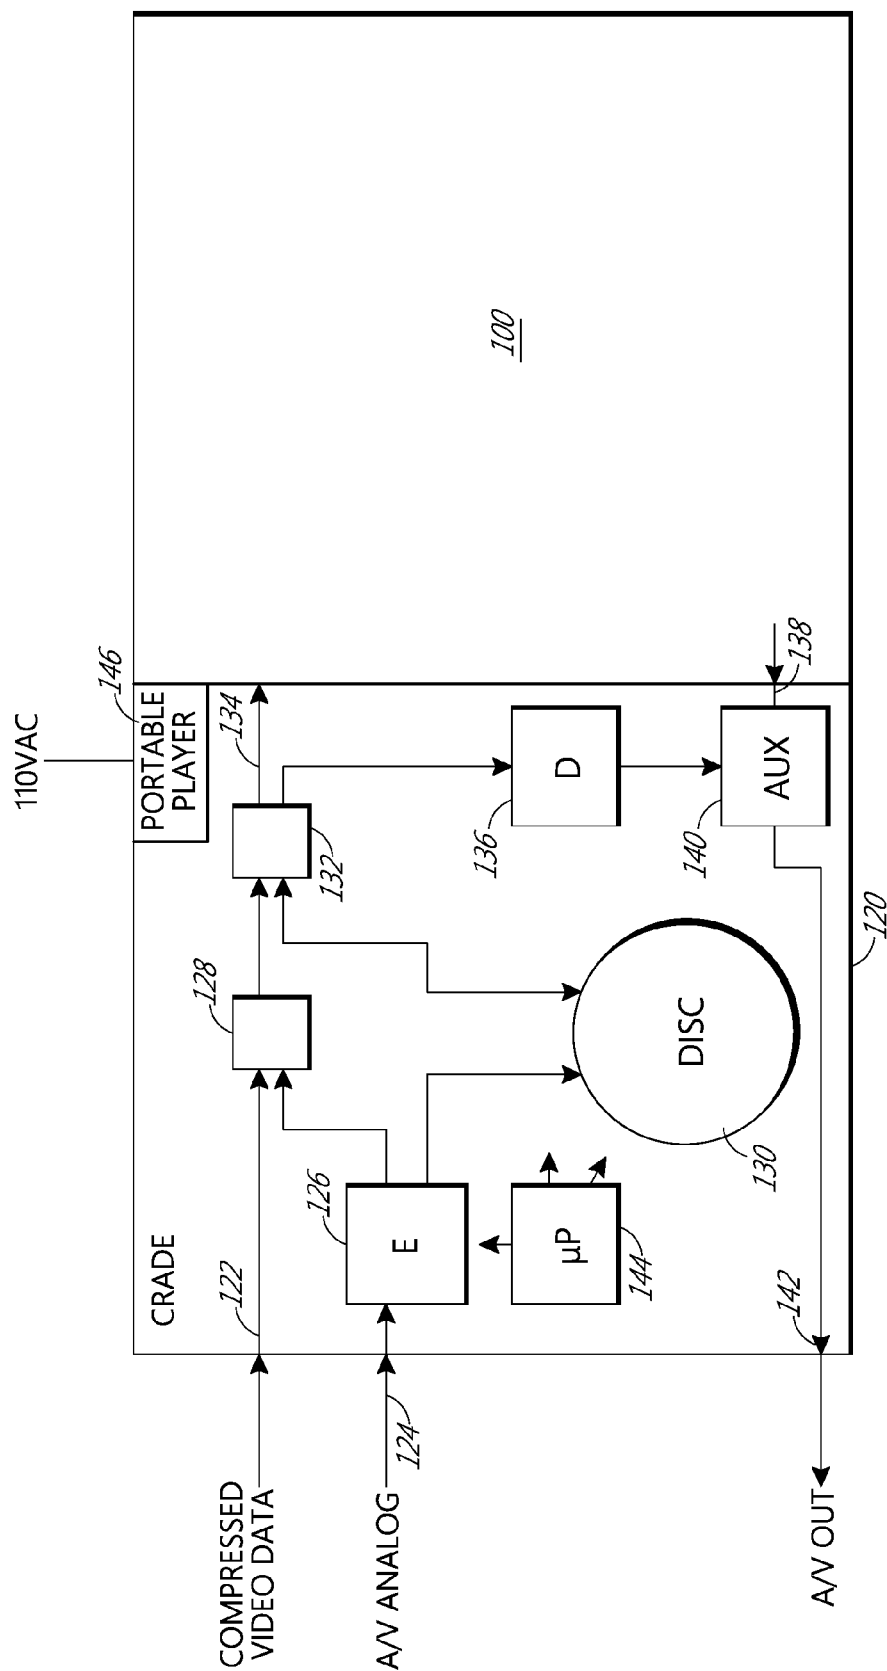 COMPRESSED
VIDEO DATA
A/V ANALOG
124
A/V OUT
CRADE
122
142
E
126
µP
144
128
DISC
130
132
134
D
136
AUX
140
138
120
110VAC
PORTABLE
PLAYER
146
100